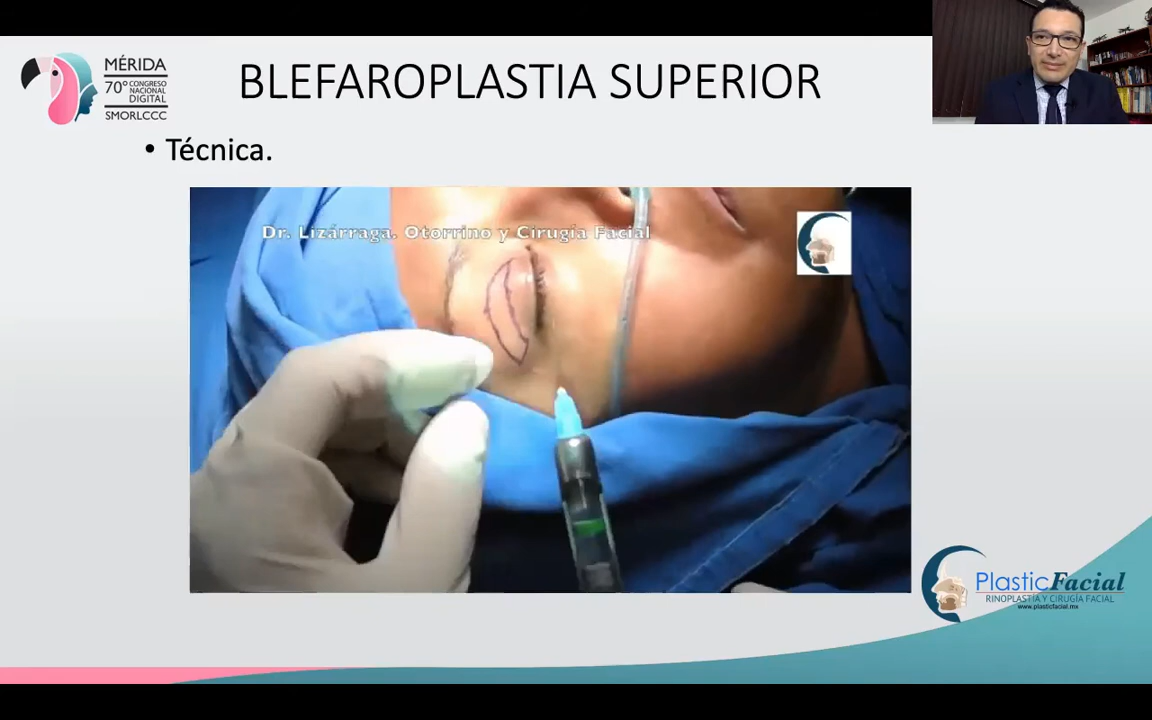 MÉRIDA
70° CONGRESO
NACIONAL
DIGITAL
SMORLCCC
BLEFAROPLASTIA SUPERIOR
• Técnica.
Dr. Lizárraga. Otorrino y Cirugía Facial
PlasticFacial
RINOPLASTÍA Y CIRUGÍA FACIAL
www.plasticfacial.mx